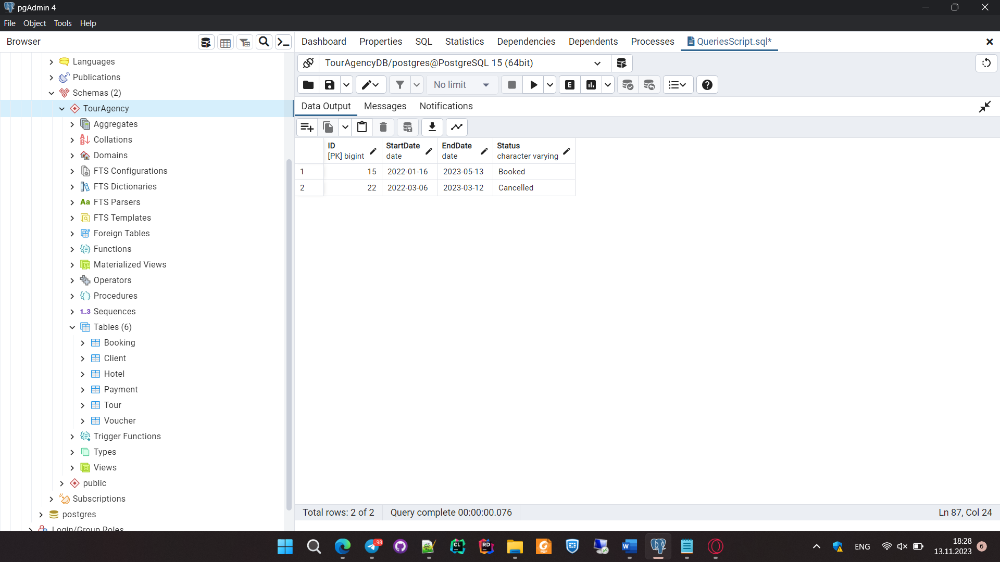 pgAdmin 4
File Object Tools Help
Browser
Dashboard Properties SQL Statistics Dependencies Dependents Processes QueriesScript.sql*
TourAgencyDB/postgres@PostgreSQL 15 (64bit)
No limit
E
Data Output Messages Notifications
ID StartDate EndDate Status
[PK] bigint date date character varying
1 15 2022-01-16 2023-05-13 Booked
2 22 2022-03-06 2023-03-12 Cancelled
Languages
Publications
Schemas (2)
TourAgency
Aggregates
Collations
Domains
FTS Configurations
FTS Dictionaries
Aa FTS Parsers
FTS Templates
Foreign Tables
Functions
Materialized Views
Operators
Procedures
1..3 Sequences
Tables (6)
Booking
Client
Hotel
Payment
Tour
Voucher
Trigger Functions
Types
Views
public
Subscriptions
postgres
Login/Group Roles
Total rows: 2 of 2 Query complete 00:00:00.076 Ln 87, Col 24
..98 CL RD PDF W ENG 18:28
13.11.2023 6